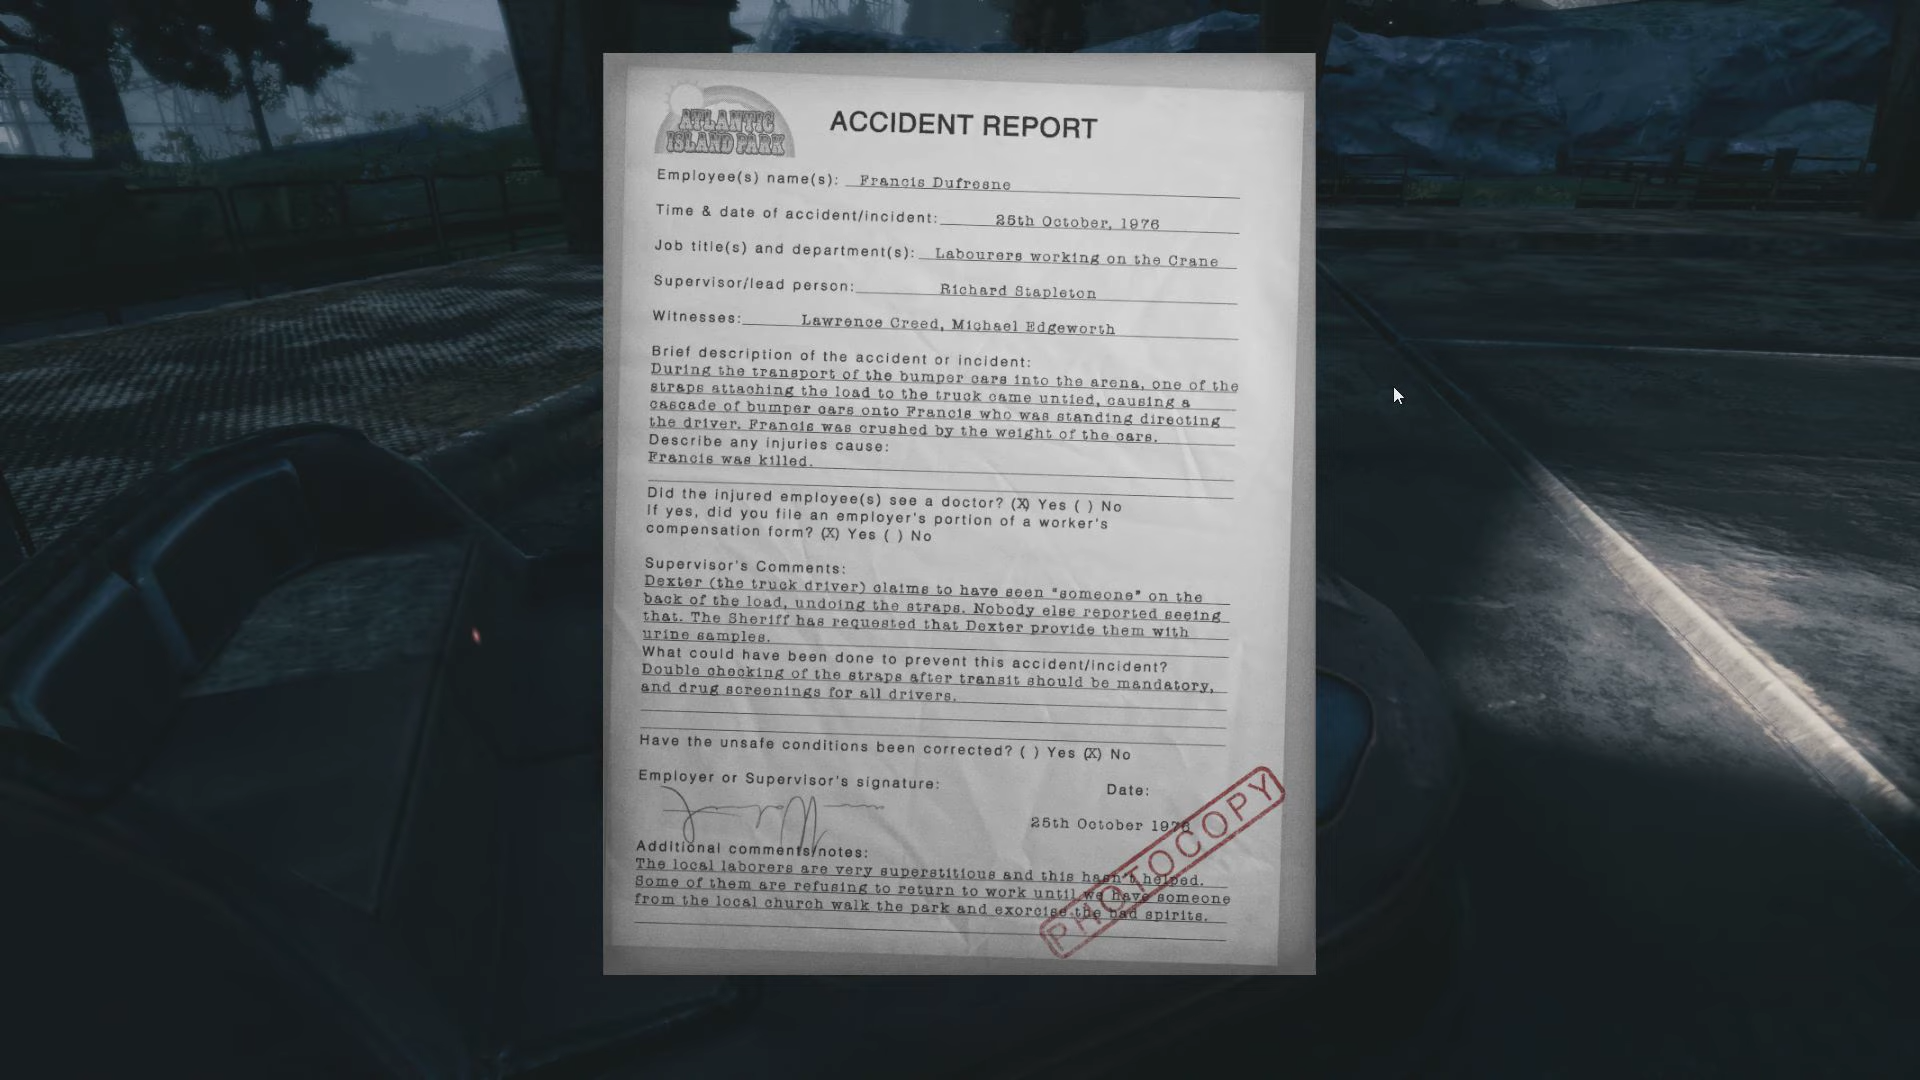 ATLANTIC
ISLAND PARK
ACCIDENT REPORT
Employee(s) name(s): Francis Dufresne
Time & date of accident/incident: 25th October, 1976
Job title(s) and department(s): Labourers working on the Crane
Supervisor/lead person: Richard Stapleton
Witnesses: Lawrence Creed, Michael Edgeworth
Brief description of the accident or incident:
During the transport of the bumper cars into the arena, one of the
straps attaching the load to the truck came untied, causing a
cascade of bumper cars onto Francis who was standing directing
the driver. Francis was crushed by the weight of the cars.
Describe any injuries cause:
Francis was killed.
Did the injured employee(s) see a doctor? (X) Yes ( ) No
If yes, did you file an employer's portion of a worker's
compensation form? (X) Yes ( ) No
Supervisor's Comments:
Dexter (the truck driver) claims to have seen "someone" on the
back of the load, undoing the straps. Nobody else reported seeing
that. The Sheriff has requested that Dexter provide them with
urine samples.
What could have been done to prevent this accident/incident?
Double checking of the straps after transit should be mandatory,
and drug screenings for all drivers.
Have the unsafe conditions been corrected? ( ) Yes (X) No
Employer or Supervisor's signature:
Date:
25th October 1976
Additional comments/notes:
The local laborers are very superstitious and this hasn't helped.
Some of them are refusing to return to work until we have someone
from the local church walk the park and exorcise the bad spirits.
PHOTOCOPY